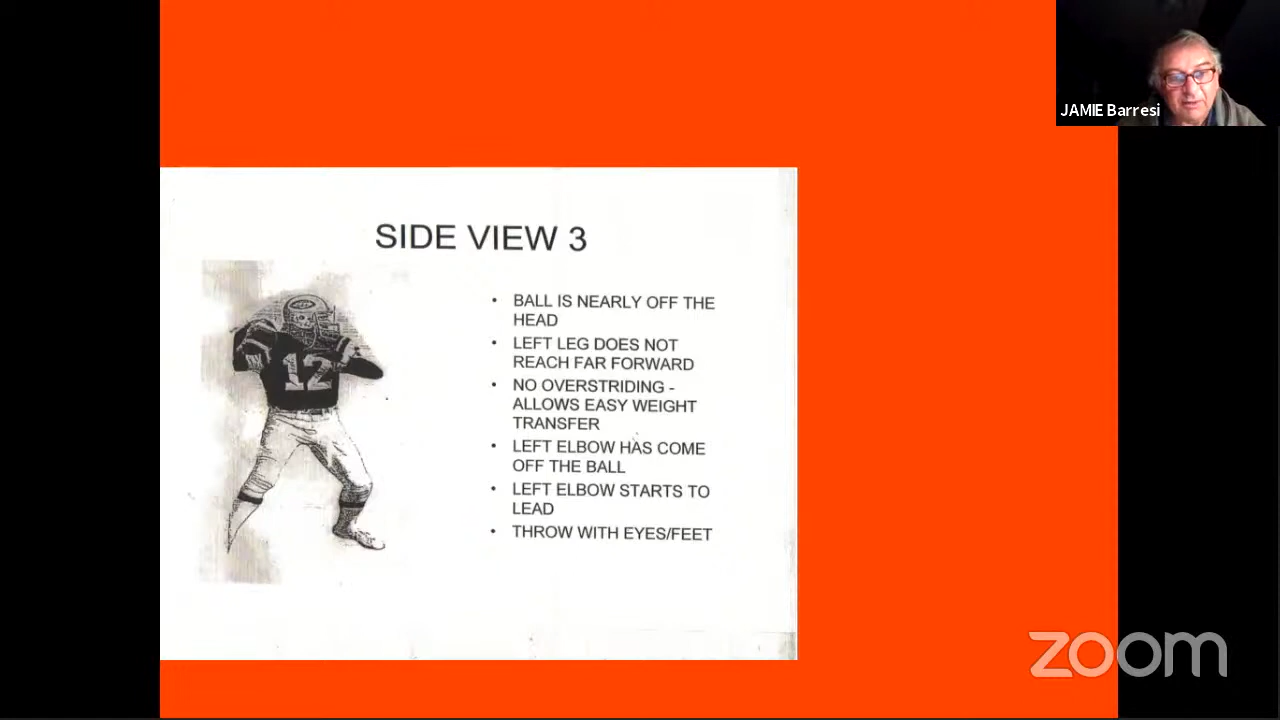 JAMIE Barresi
SIDE VIEW 3
12
• BALL IS NEARLY OFF THE
HEAD
• LEFT LEG DOES NOT
REACH FAR FORWARD
• NO OVERSTRIDING -
ALLOWS EASY WEIGHT
TRANSFER
• LEFT ELBOW HAS COME
OFF THE BALL
• LEFT ELBOW STARTS TO
LEAD
• THROW WITH EYES/FEET
zoom